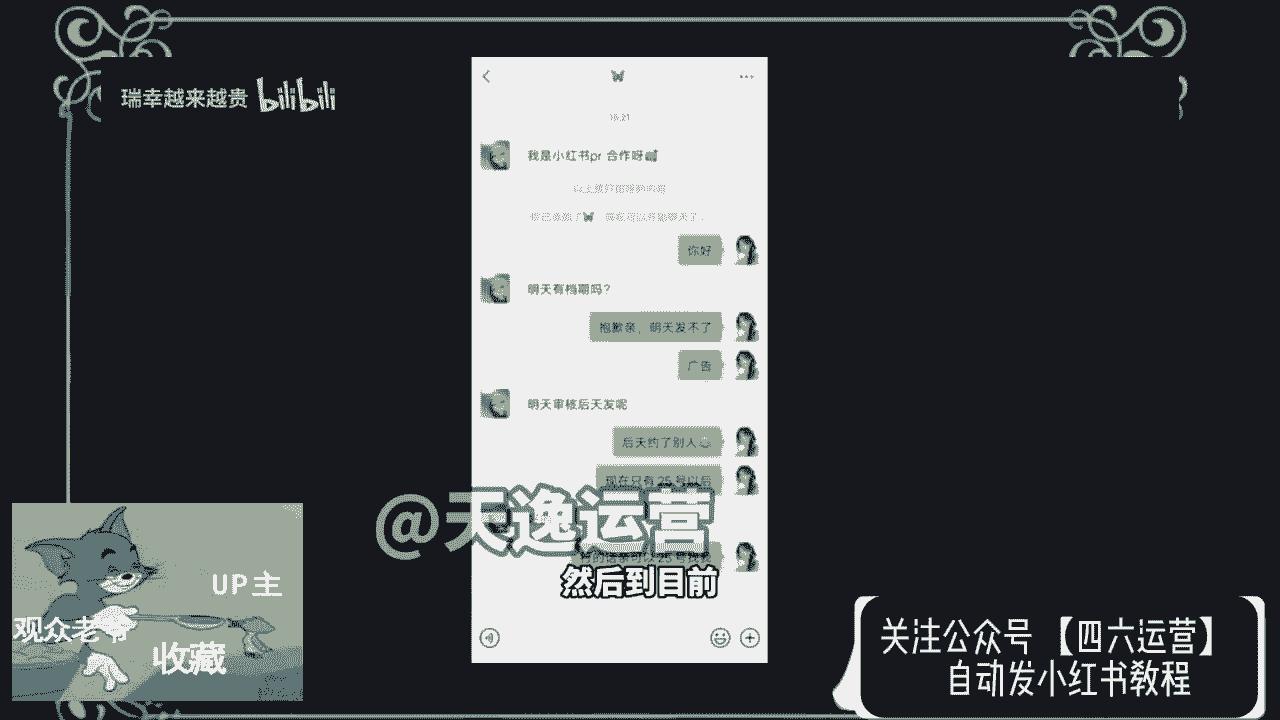 瑞幸越来越贵 bilibili
我是小红书pr 合作呀
你好
明天有档期吗?
抱歉亲，明天发不了
广告
明天审核后天发呢
后天约了别人
现在只有25号以后
@天逸运营
然后到目前
UP主
观众老爷
收藏
关注公众号【四六运营】
自动发小红书教程